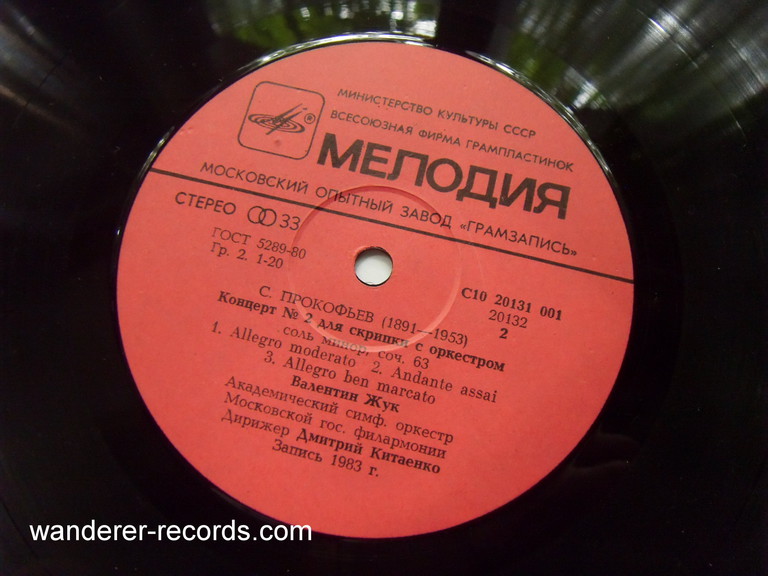 МИНИСТЕРСТВО КУЛЬТУРЫ СССР
ВСЕСОЮЗНАЯ ФИРМА ГРАМПЛАСТИНОК
МЕЛОДИЯ
МОСКОВСКИЙ ОПЫТНЫЙ ЗАВОД «ГРАМЗАПИСЬ»
СТЕРЕО 33
ГОСТ 5289-80
Гр. 2. 1-20
С10 20131 001
20132
2
С. ПРОКОФЬЕВ (1891—1953)
Концерт № 2 для скрипки с оркестром
соль минор, соч. 63
1. Allegro moderato 2. Andante assai
3. Allegro ben marcato
Валентин Жук
Академический симф. оркестр
Московской гос. филармонии
Дирижер Дмитрий Китаенко
Запись 1983 г.
wanderer-records.com